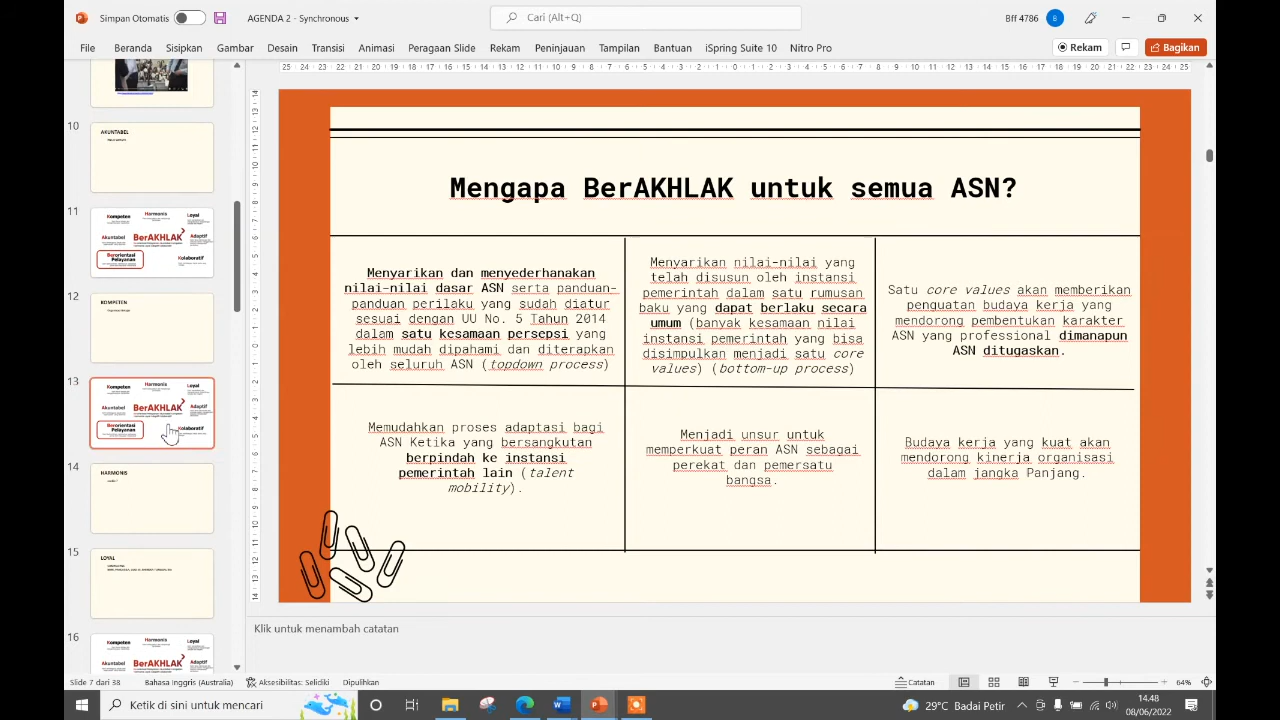 Simpan Otomatis
AGENDA 2 - Synchronous
Cari (Alt+Q)
Bff 4786
B
File
Beranda
Sisipkan
Gambar
Desain
Transisi
Animasi
Peragaan Slide
Rekam
Peninjauan
Tampilan
Bantuan
iSpring Suite 10
Nitro Pro
Rekam
Bagikan
10
AKUNTABEL
11
Kompeten
Harmonis
Loyal
Akuntabel
BerAKHLAK
Adaptif
Berorientasi
Pelayanan
Kolaboratif
12
KOMPETEN
13
Kompeten
Harmonis
Loyal
Akuntabel
BerAKHLAK
Adaptif
Berorientasi
Pelayanan
Kolaboratif
14
HARMONIS
15
LOYAL
16
Kompeten
Harmonis
Loyal
Akuntabel
BerAKHLAK
Adaptif
Mengapa BerAKHLAK untuk semua ASN?
Menyarikan dan menyederhanakan
nilai-nilai dasar ASN serta panduan-
panduan perilaku yang sudah diatur
sesuai dengan UU No. 5 Tahun 2014
dalam satu kesamaan persepsi yang
lebih mudah dipahami dan diterapkan
oleh seluruh ASN (topdown process)
Menyarikan nilai-nilai yang
telah disusun oleh instansi
pemerintah dalam satu rumusan
baku yang dapat berlaku secara
umum (banyak kesamaan nilai
instansi pemerintah yang bisa
disimpulkan menjadi satu core
values) (bottom-up process)
Satu core values akan memberikan
penguatan budaya kerja yang
mendorong pembentukan karakter
ASN yang professional dimanapun
ASN ditugaskan.
Memudahkan proses adaptasi bagi
ASN Ketika yang bersangkutan
berpindah ke instansi
pemerintah lain (talent
mobility).
Menjadi unsur untuk
memperkuat peran ASN sebagai
perekat dan pemersatu
bangsa.
Budaya kerja yang kuat akan
mendorong kinerja organisasi
dalam jangka Panjang.
Klik untuk menambah catatan
Slide 7 dari 38
Bahasa Inggris (Australia)
Aksesibilitas: Selidiki
Dipulihkan
Catatan
64%
Ketik di sini untuk mencari
29°C Badai Petir
14.48
08/06/2022